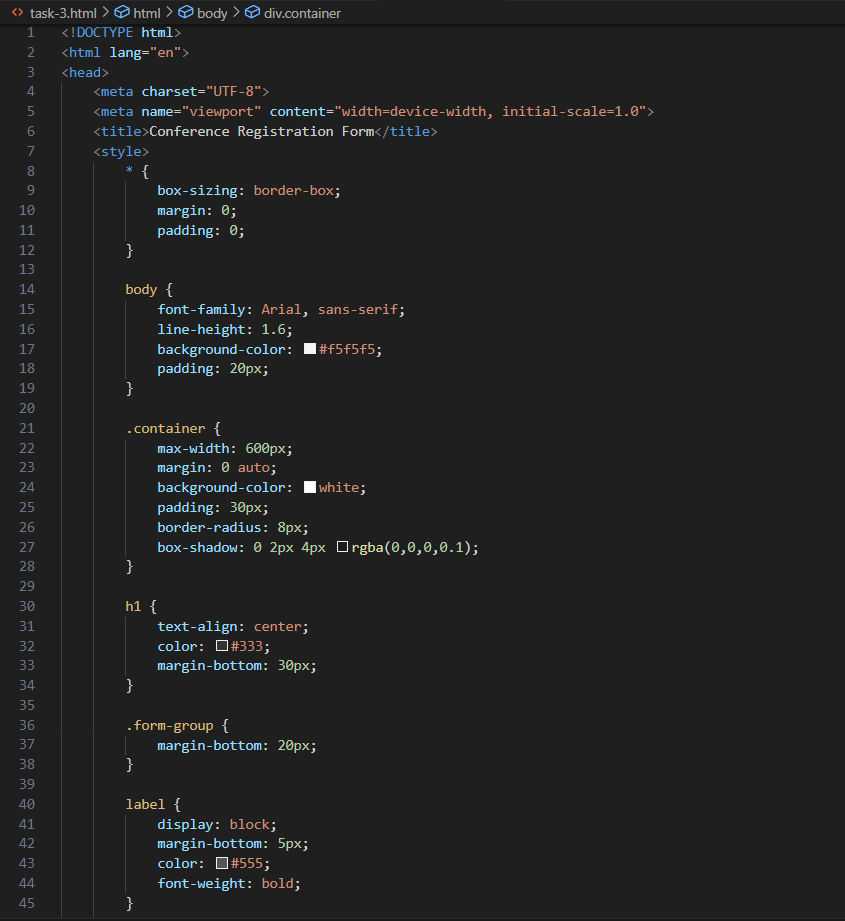 task-3.html > html > body > div.container
1 <!DOCTYPE html>
2 <html lang="en">
3 <head>
4     <meta charset="UTF-8">
5     <meta name="viewport" content="width=device-width, initial-scale=1.0">
6     <title>Conference Registration Form</title>
7     <style>
8         * {
9             box-sizing: border-box;
10             margin: 0;
11             padding: 0;
12         }
13
14         body {
15             font-family: Arial, sans-serif;
16             line-height: 1.6;
17             background-color: #f5f5f5;
18             padding: 20px;
19         }
20
21         .container {
22             max-width: 600px;
23             margin: 0 auto;
24             background-color: white;
25             padding: 30px;
26             border-radius: 8px;
27             box-shadow: 0 2px 4px rgba(0,0,0,0.1);
28         }
29
30         h1 {
31             text-align: center;
32             color: #333;
33             margin-bottom: 30px;
34         }
35
36         .form-group {
37             margin-bottom: 20px;
38         }
39
40         label {
41             display: block;
42             margin-bottom: 5px;
43             color: #555;
44             font-weight: bold;
45         }